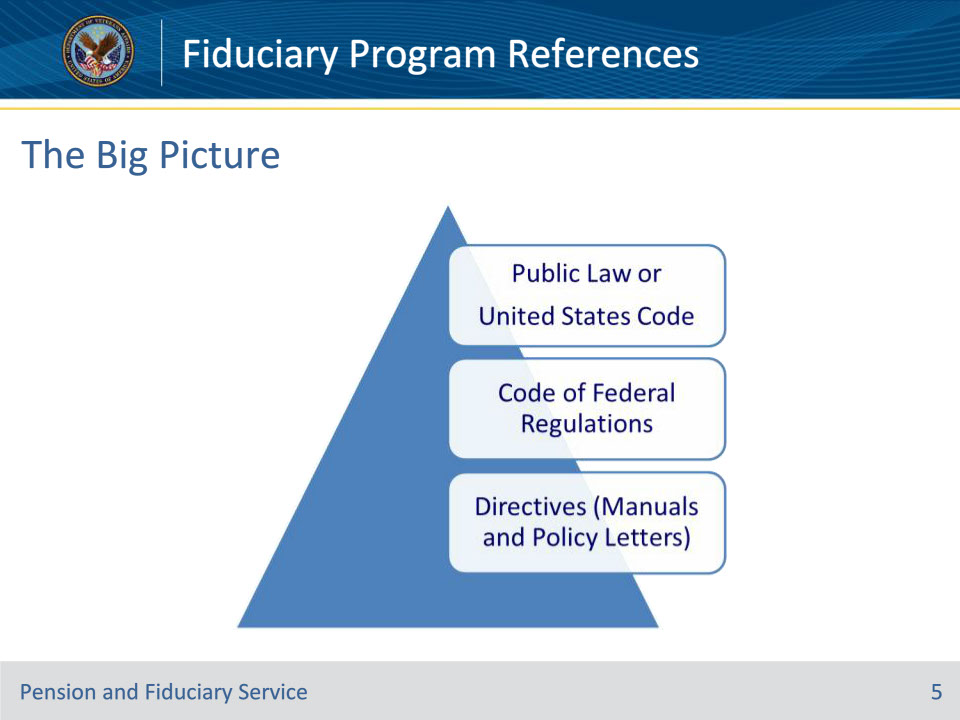 Fiduciary Program References
The Big Picture
Public Law or
United States Code
Code of Federal
Regulations
Directives (Manuals
and Policy Letters)
Pension and Fiduciary Service
5